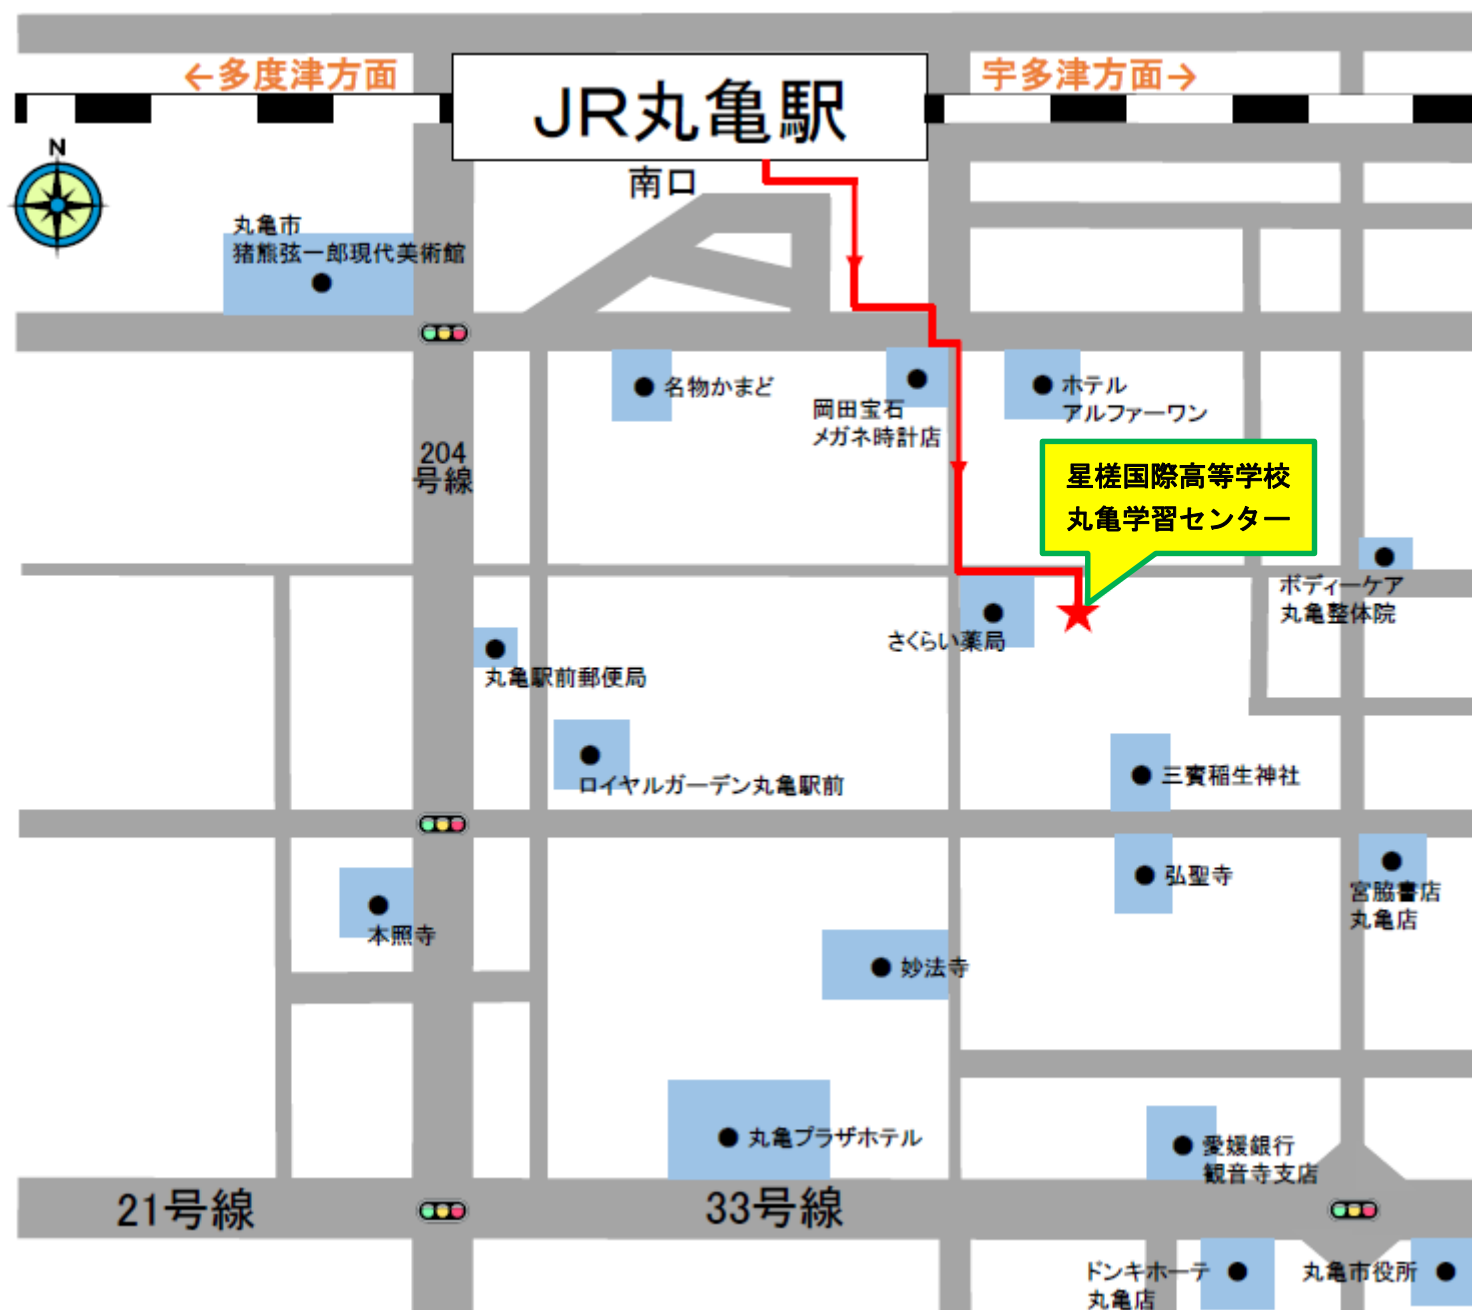 ←多度津方面
JR丸亀駅
宇多津方面→
N
南口
丸亀市
猪熊弦一郎現代美術館
名物かまど
岡田宝石
メガネ時計店
ホテル
アルファーワン
204
号線
星槎国際高等学校
丸亀学習センター
ボディーケア
丸亀整体院
さくらい薬局
丸亀駅前郵便局
ロイヤルガーデン丸亀駅前
三寶稲生神社
弘聖寺
宮脇書店
丸亀店
本照寺
妙法寺
丸亀プラザホテル
愛媛銀行
観音寺支店
21号線
33号線
ドンキホーテ
丸亀店
丸亀市役所